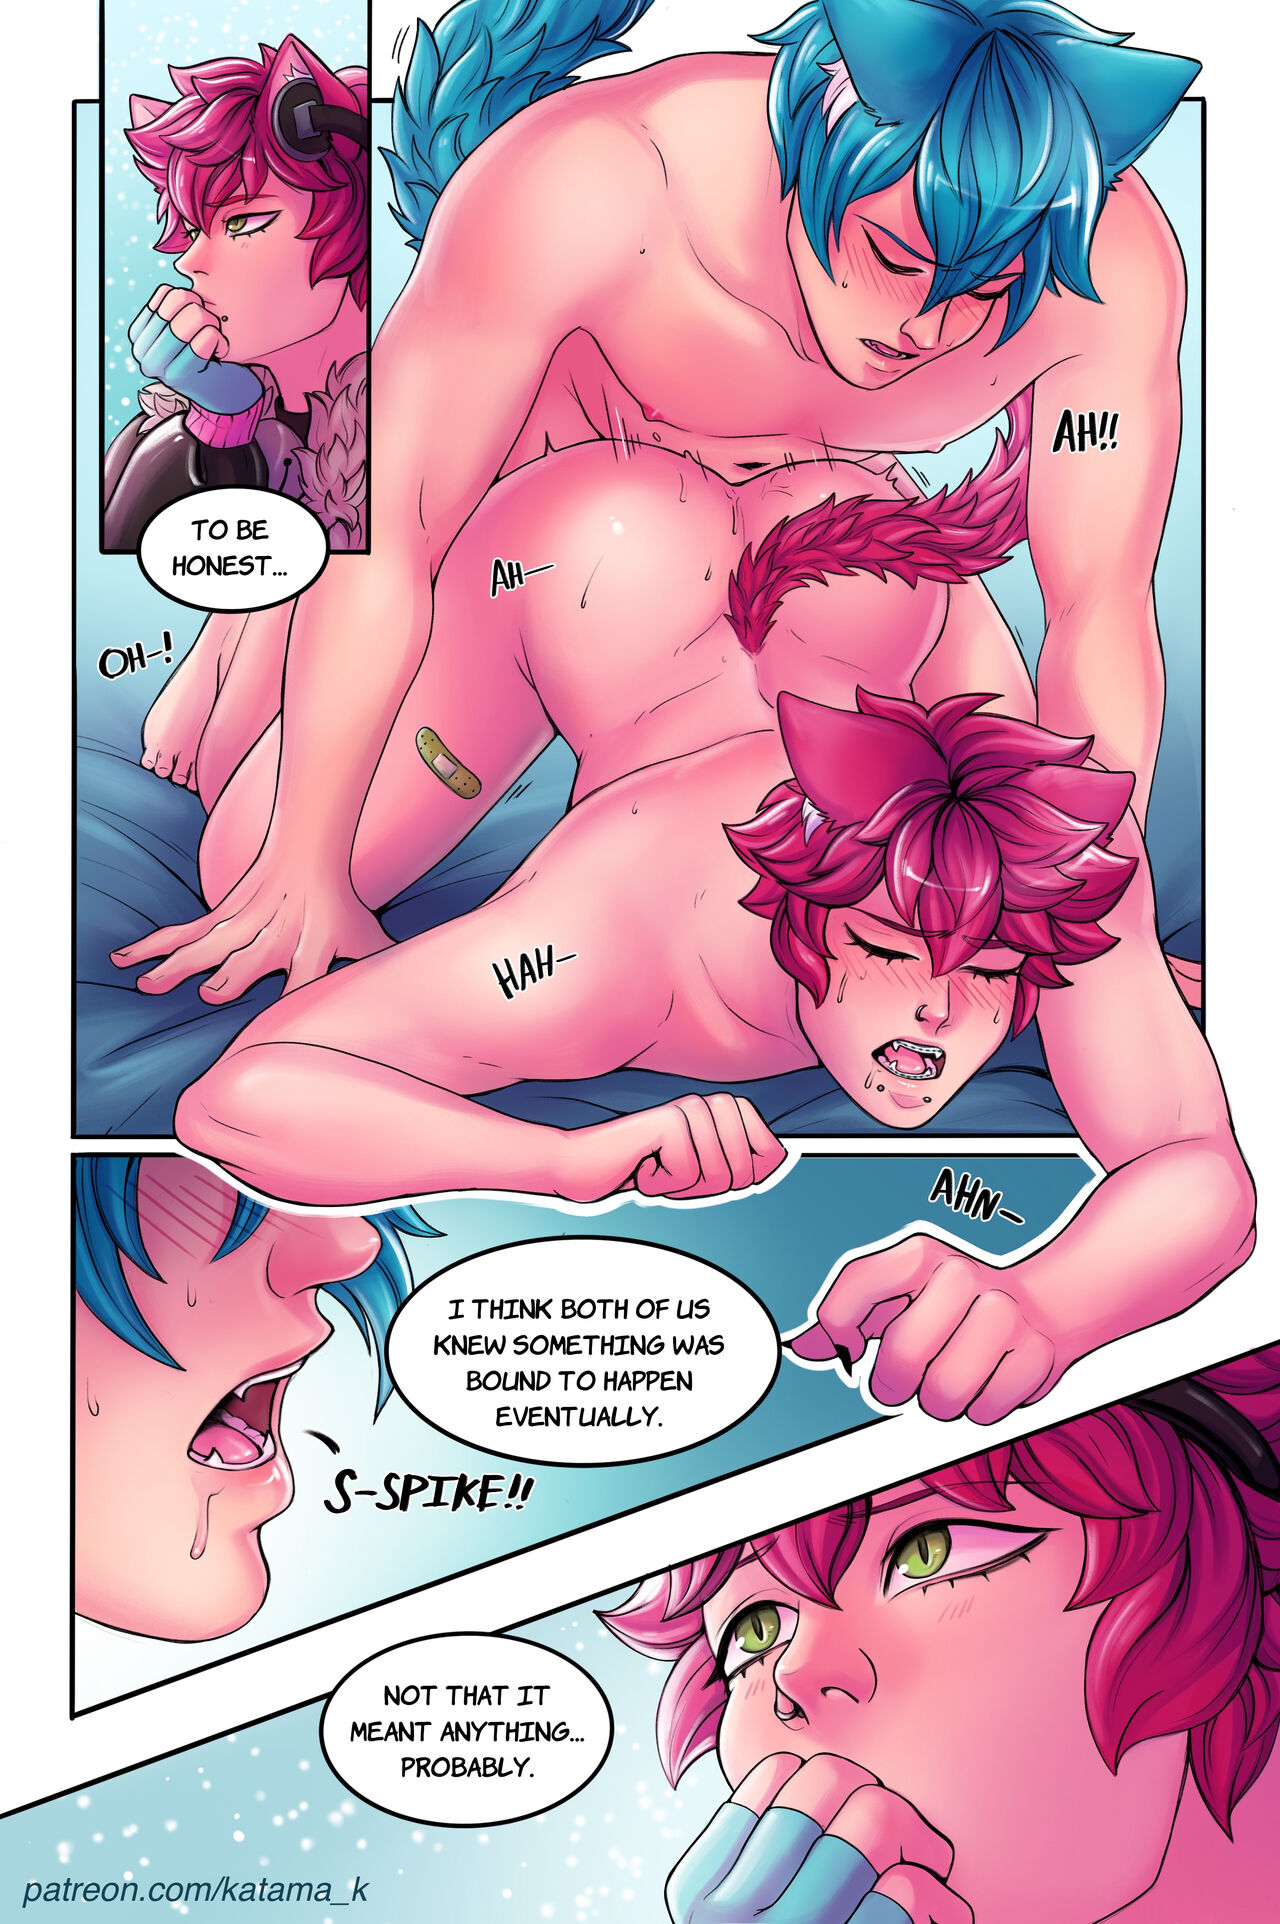 TO BE
HONEST...
AH!!
AH—
OH-!
HAH-
AHN-
I THINK BOTH OF US
KNEW SOMETHING WAS
BOUND TO HAPPEN
EVENTUALLY.
S-SPIKE!!
NOT THAT IT
MEANT ANYTHING...
PROBABLY.
patreon.com/katama_k